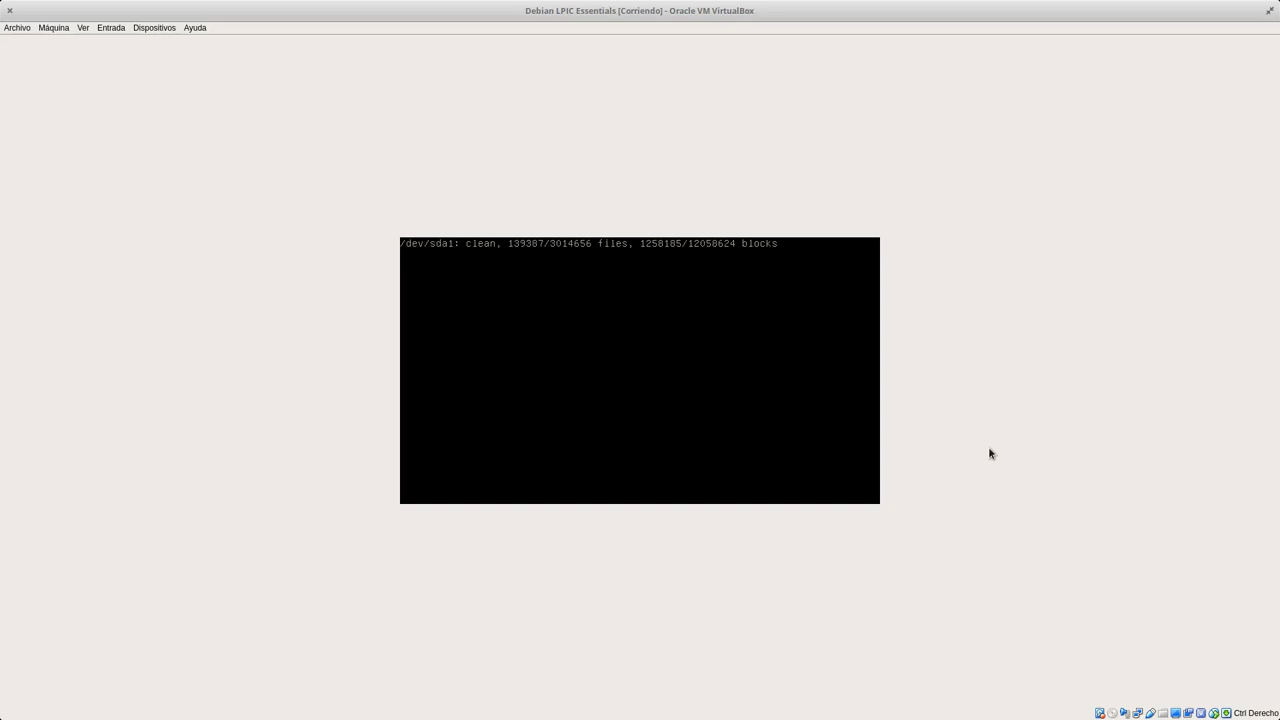 Debian LPIC Essentials [Corriendo] - Oracle VM VirtualBox
Archivo Máquina Ver Entrada Dispositivos Ayuda
/dev/sda1: clean, 139387/3014656 files, 1258185/12058624 blocks
Ctrl Derecho